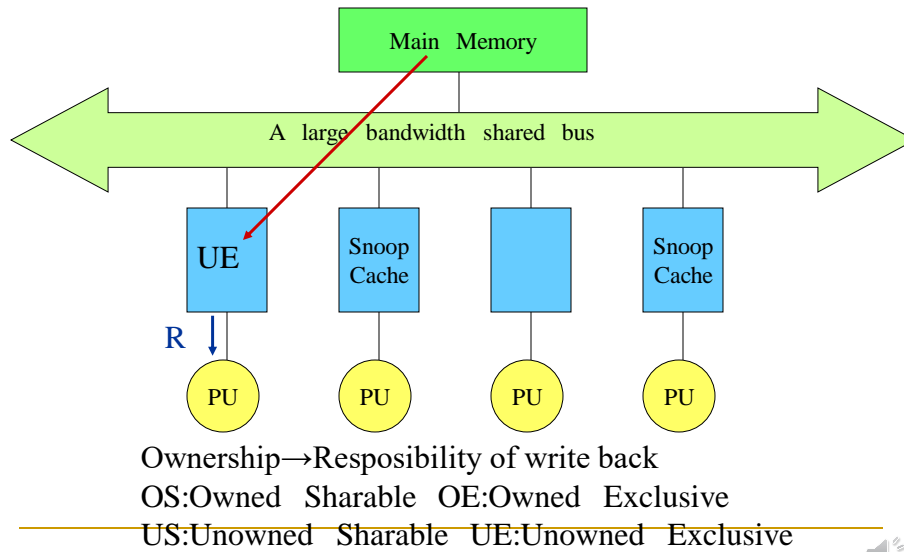 Main Memory
A large bandwidth shared bus
UE
Snoop
Cache
Snoop
Cache
R
PU
PU
PU
PU
Ownership→Resposibility of write back
OS:Owned Sharable OE:Owned Exclusive
US:Unowned Sharable UE:Unowned Exclusive